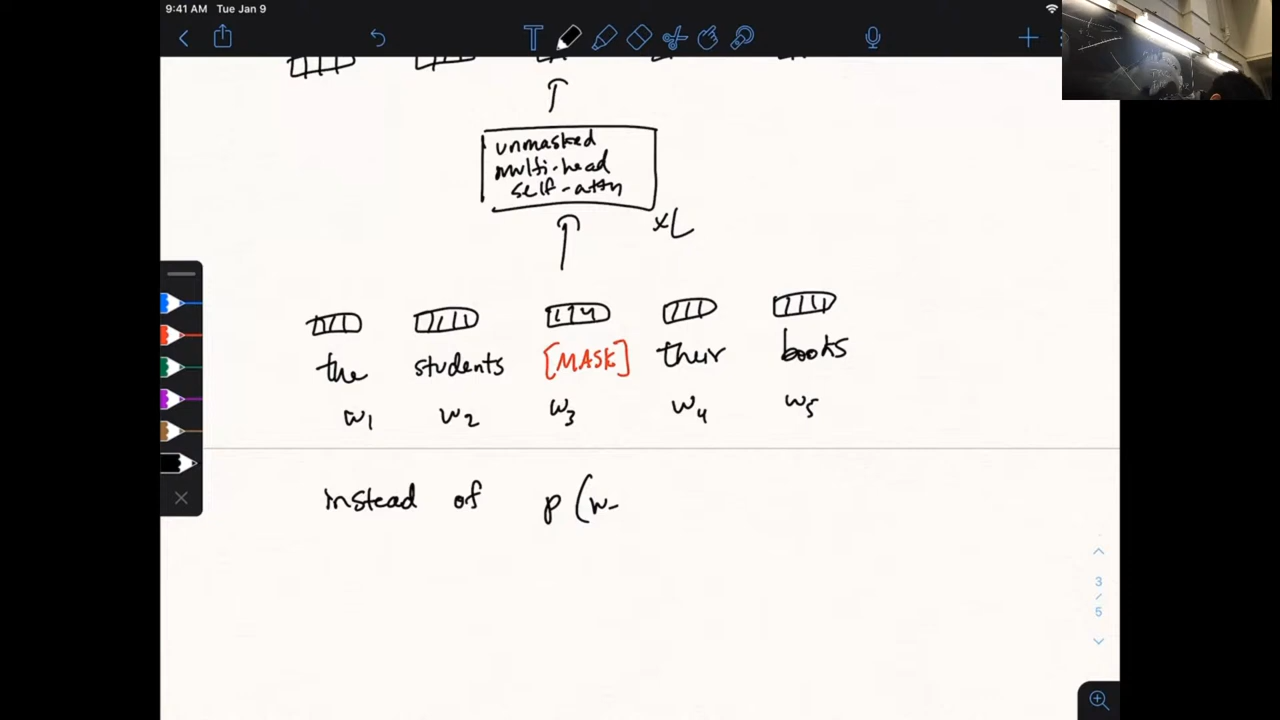 9:41 AM Tue Jan 9
unmasked
multi-head
self-attn
×L
the students [MASK] their books
w1 w2 w3 w4 w5
instead of p(w
3
/
5